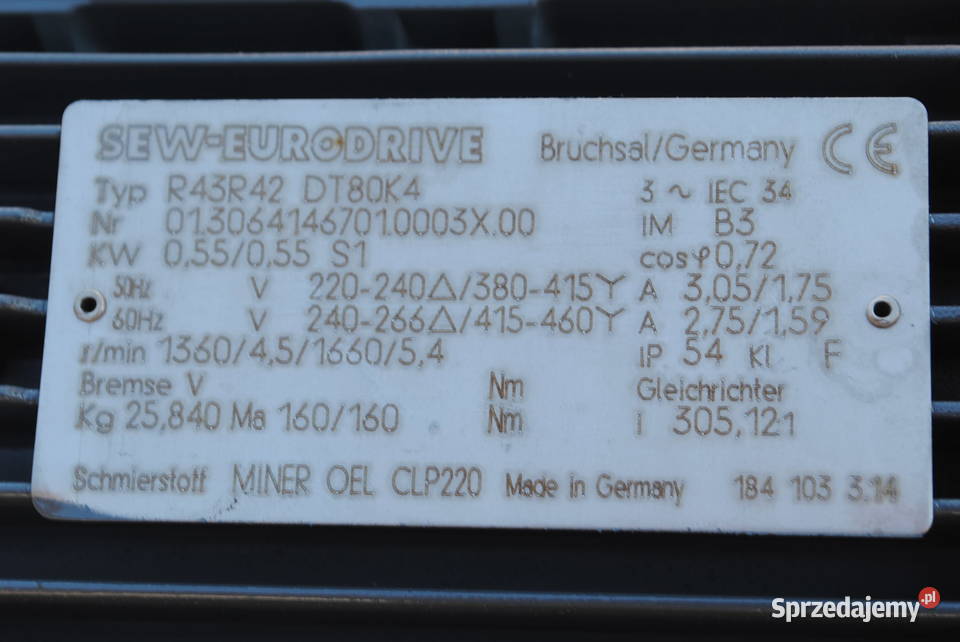 SEW-EURODRIVE Bruchsal/Germany CE
Typ R43R42 DT80K4 3 ~ IEC 34
Nr 01.3064146701.0003X.00 IM B3
KW 0,55/0,55 S1 cosφ 0,72
50Hz V 220-240△/380-415Y A 3,05/1,75
60Hz V 240-266△/415-460Y A 2,75/1,59
r/min 1360/4,5/1660/5,4 IP 54 Kl F
Bremse V Nm Gleichrichter
Kg 25,840 Ma 160/160 Nm i 305,12:1
Schmierstoff MINER OEL CLP220 Made in Germany 184 103 3.14
Sprzedajemy.pl